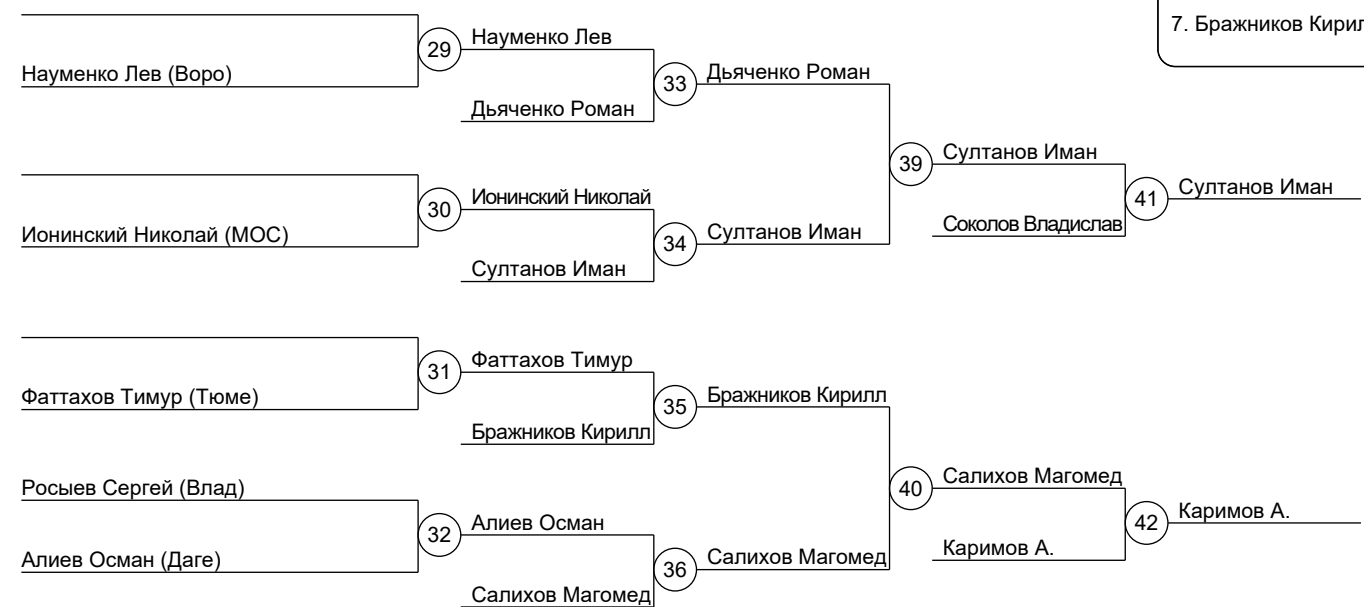 7. Бражников Кирил
29
Науменко Лев
Науменко Лев (Воро)
33
Дьяченко Роман
Дьяченко Роман
39
Султанов Иман
30
Ионинский Николай
Ионинский Николай (МОС)
34
Султанов Иман
Султанов Иман
Соколов Владислав
41
Султанов Иман
31
Фаттахов Тимур
Фаттахов Тимур (Тюме)
35
Бражников Кирилл
Бражников Кирилл
40
Салихов Магомед
Росыев Сергей (Влад)
32
Алиев Осман
Алиев Осман (Даге)
36
Салихов Магомед
Салихов Магомед
Каримов А.
42
Каримов А.